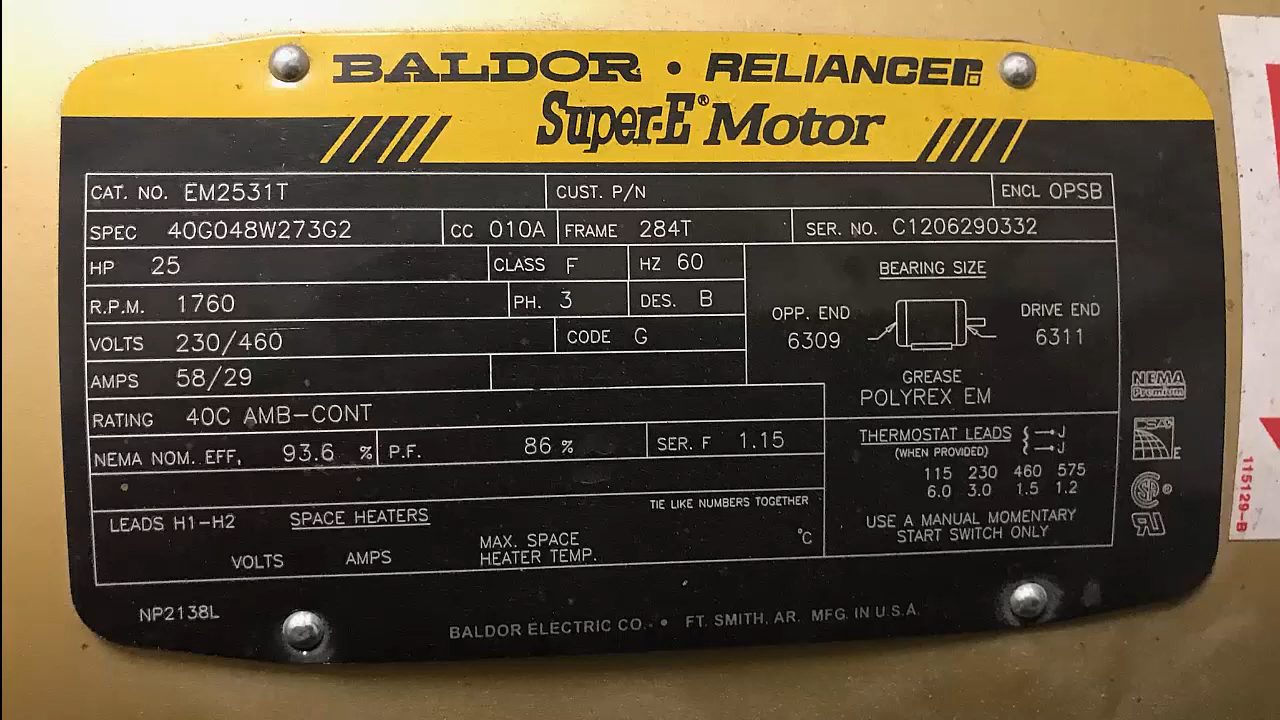 BALDOR • RELIANCE
Super-E® Motor
CAT. NO. EM2531T CUST. P/N ENCL OPSB
SPEC 40G048W273G2 CC 010A FRAME 284T SER. NO. C1206290332
HP 25 CLASS F HZ 60
R.P.M. 1760 PH. 3 DES. B
VOLTS 230/460 CODE G
AMPS 58/29
RATING 40C AMB-CONT
NEMA NOM. EFF. 93.6 % P.F. 86 % SER. F 1.15
BEARING SIZE
OPP. END DRIVE END
6309 6311
GREASE
POLYREX EM
THERMOSTAT LEADS J
(WHEN PROVIDED) J
115 230 460 575
6.0 3.0 1.5 1.2
USE A MANUAL MOMENTARY
START SWITCH ONLY
TIE LIKE NUMBERS TOGETHER
LEADS H1-H2 SPACE HEATERS
VOLTS AMPS MAX. SPACE HEATER TEMP. °C
NEMA
Premium
CSA
E
NP2138L
BALDOR ELECTRIC CO. • FT. SMITH, AR. MFG. IN U.S.A.
115129-B